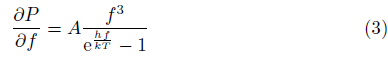 ∂P/∂f = A f³/(e^(hf/kT) − 1) (3)